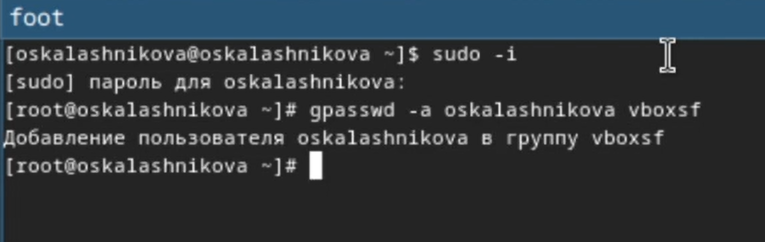 foot
[oskalashnikova@oskalashnikova ~]$ sudo -i
[sudo] пароль для oskalashnikova:
[root@oskalashnikova ~]# gpasswd -a oskalashnikova vboxsf
Добавление пользователя oskalashnikova в группу vboxsf
[root@oskalashnikova ~]#